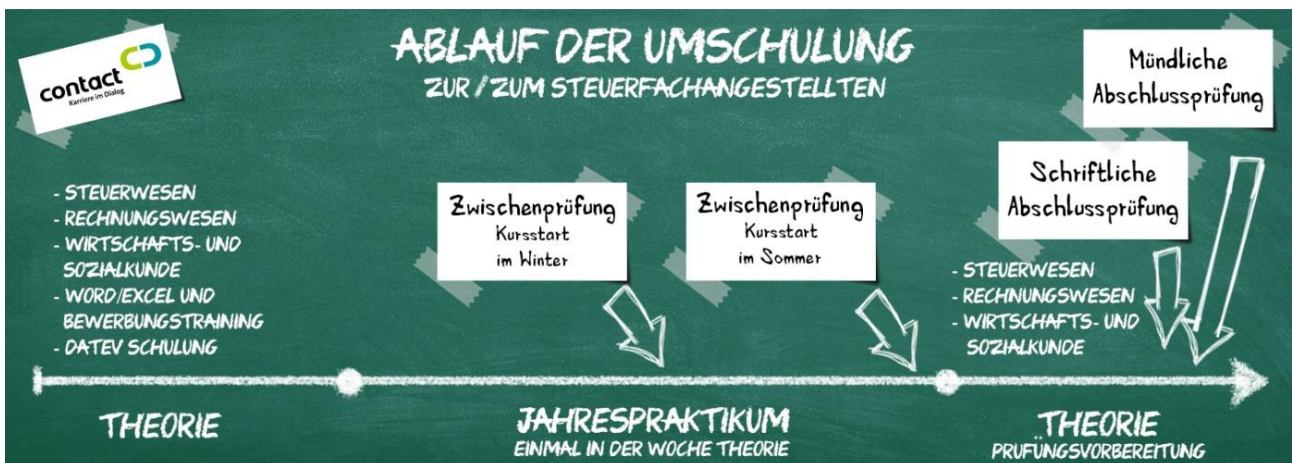 contact
Karriere im Dialog
ABLAUF DER UMSCHULUNG
ZUR / ZUM STEUERFACHANGESTELLTEN
Mündliche
Abschlussprüfung
Schriftliche
Abschlussprüfung
- STEUERWESEN
- RECHNUNGSWESEN
- WIRTSCHAFTS- UND
SOZIALKUNDE
- WORD/EXCEL UND
BEWERBUNGSTRAINING
- DATEV SCHULUNG
Zwischenprüfung
Kursstart
im Winter
Zwischenprüfung
Kursstart
im Sommer
- STEUERWESEN
- RECHNUNGSWESEN
- WIRTSCHAFTS- UND
SOZIALKUNDE
THEORIE
JAHRESPRAKTIKUM
EINMAL IN DER WOCHE THEORIE
THEORIE
PRÜFUNGSVORBEREITUNG